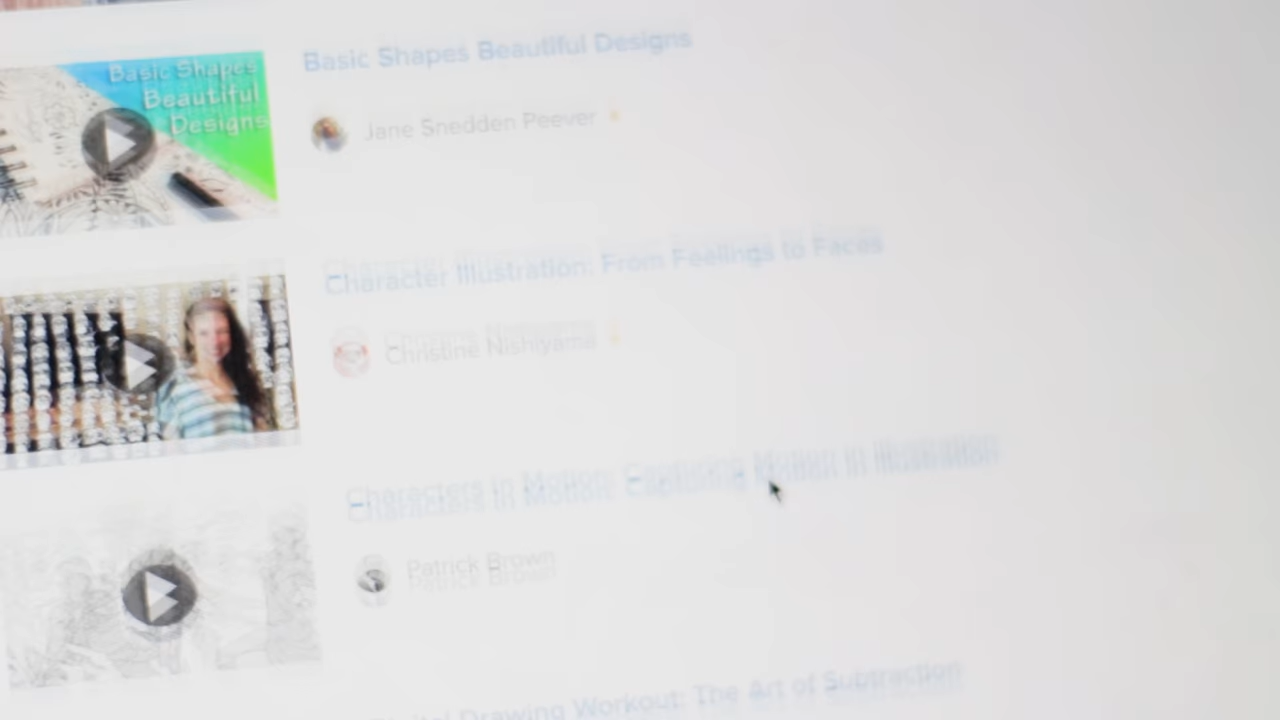 Basic Shapes Beautiful Designs
Basic Shapes
Beautiful
Designs
Jane Snedden Peever
Character Illustration: From Feelings to Faces
Christine Nishiyama
Characters in Motion: Capturing Motion in Illustration
Patrick Brown
Digital Drawing Workout: The Art of Subtraction